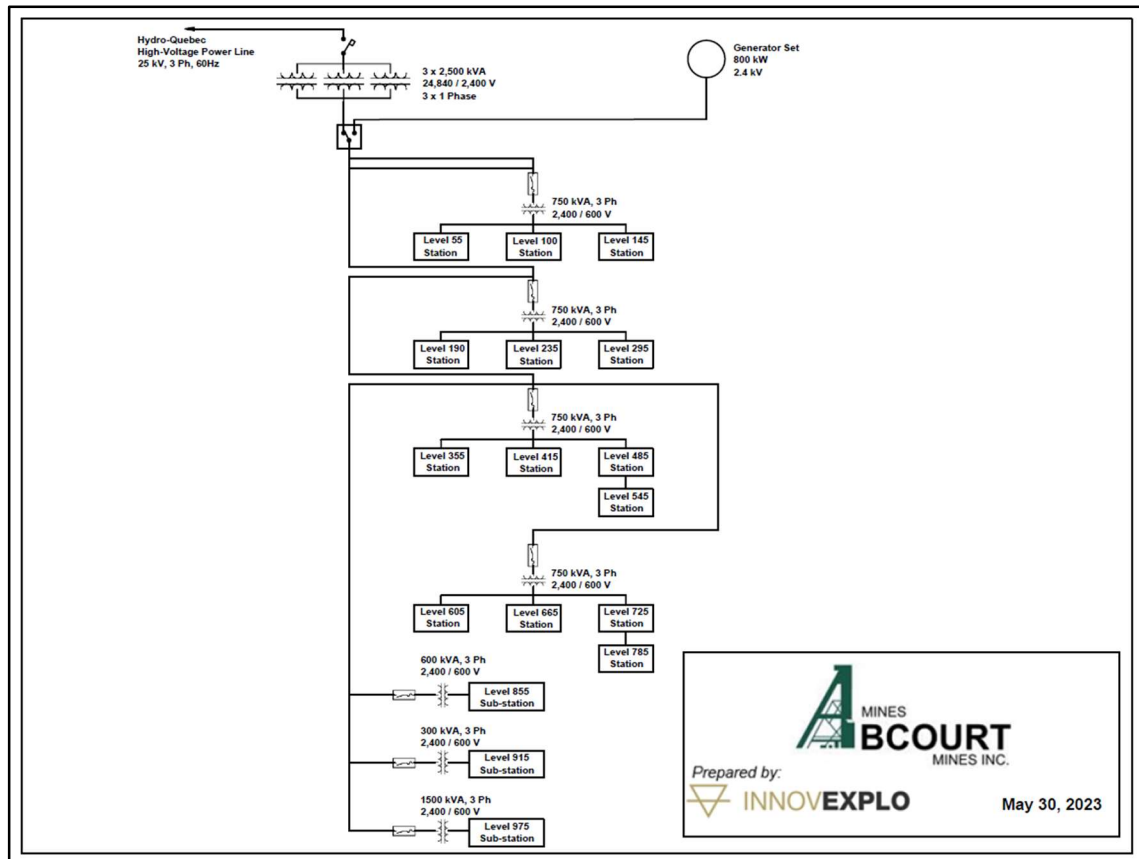 Hydro-Quebec
High-Voltage Power Line
25 kV, 3 Ph, 60Hz
Generator Set
800 kW
2.4 kV
3 x 2,500 kVA
24,840 / 2,400 V
3 x 1 Phase
750 kVA, 3 Ph
2,400 / 600 V
Level 55
Station
Level 100
Station
Level 145
Station
750 kVA, 3 Ph
2,400 / 600 V
Level 190
Station
Level 235
Station
Level 295
Station
750 kVA, 3 Ph
2,400 / 600 V
Level 355
Station
Level 415
Station
Level 485
Station
Level 545
Station
750 kVA, 3 Ph
2,400 / 600 V
Level 605
Station
Level 665
Station
Level 725
Station
Level 785
Station
600 kVA, 3 Ph
2,400 / 600 V
Level 855
Sub-station
300 kVA, 3 Ph
2,400 / 600 V
Level 915
Sub-station
1500 kVA, 3 Ph
2,400 / 600 V
Level 975
Sub-station
MINES
ABCOURT
MINES INC.
Prepared by:
INNOVEXPLO
May 30, 2023